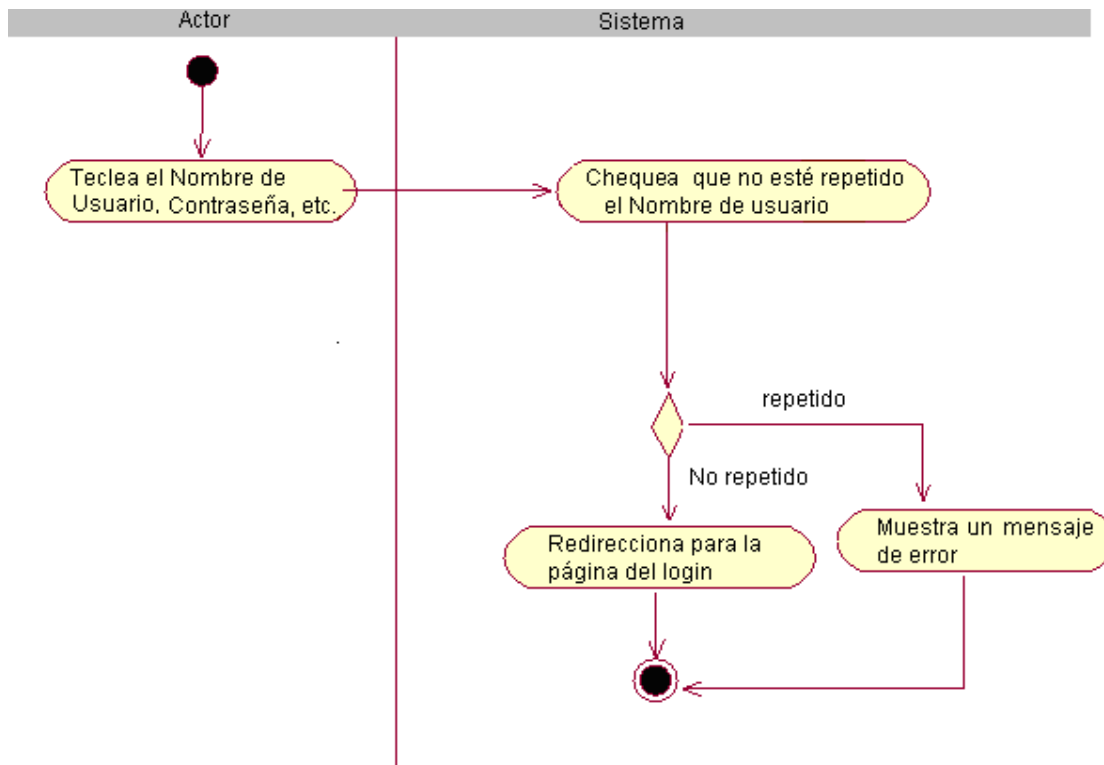 Actor
Sistema
Teclea el Nombre de
Usuario, Contraseña, etc.
Chequea que no esté repetido
el Nombre de usuario
repetido
No repetido
Redirecciona para la
página del login
Muestra un mensaje
de error